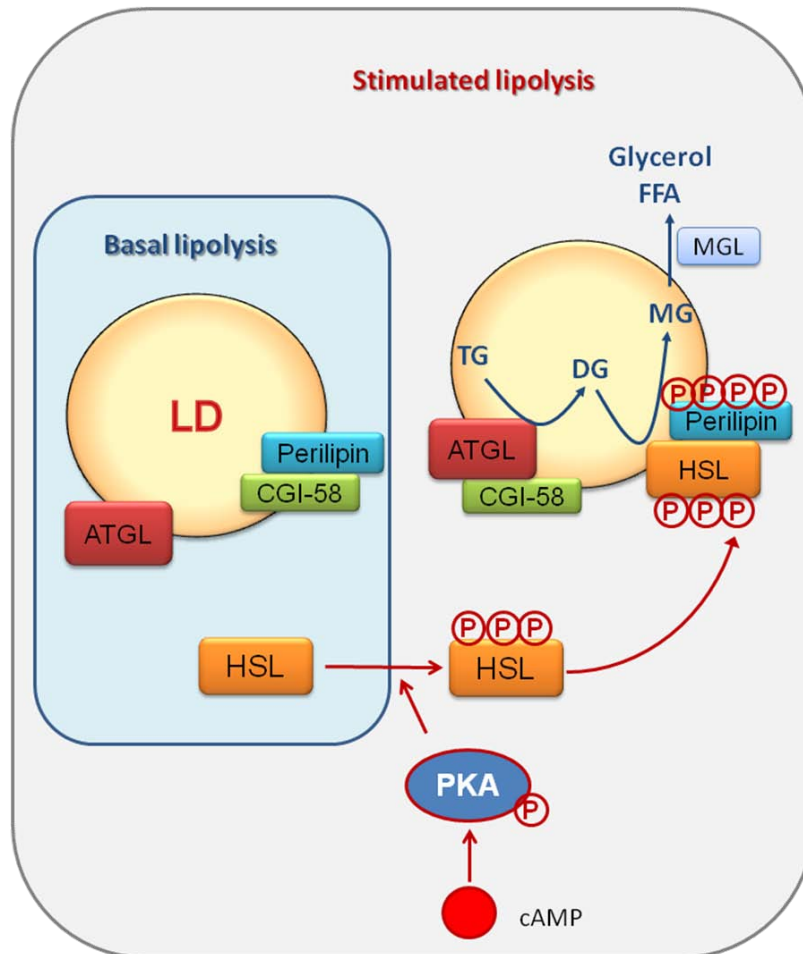 Stimulated lipolysis
Glycerol
FFA
MGL
Basal lipolysis
MG
TG
DG
LD
P P P P
Perilipin
Perilipin
ATGL
HSL
CGI-58
CGI-58
P P P
ATGL
P P P
HSL
HSL
PKA
P
cAMP